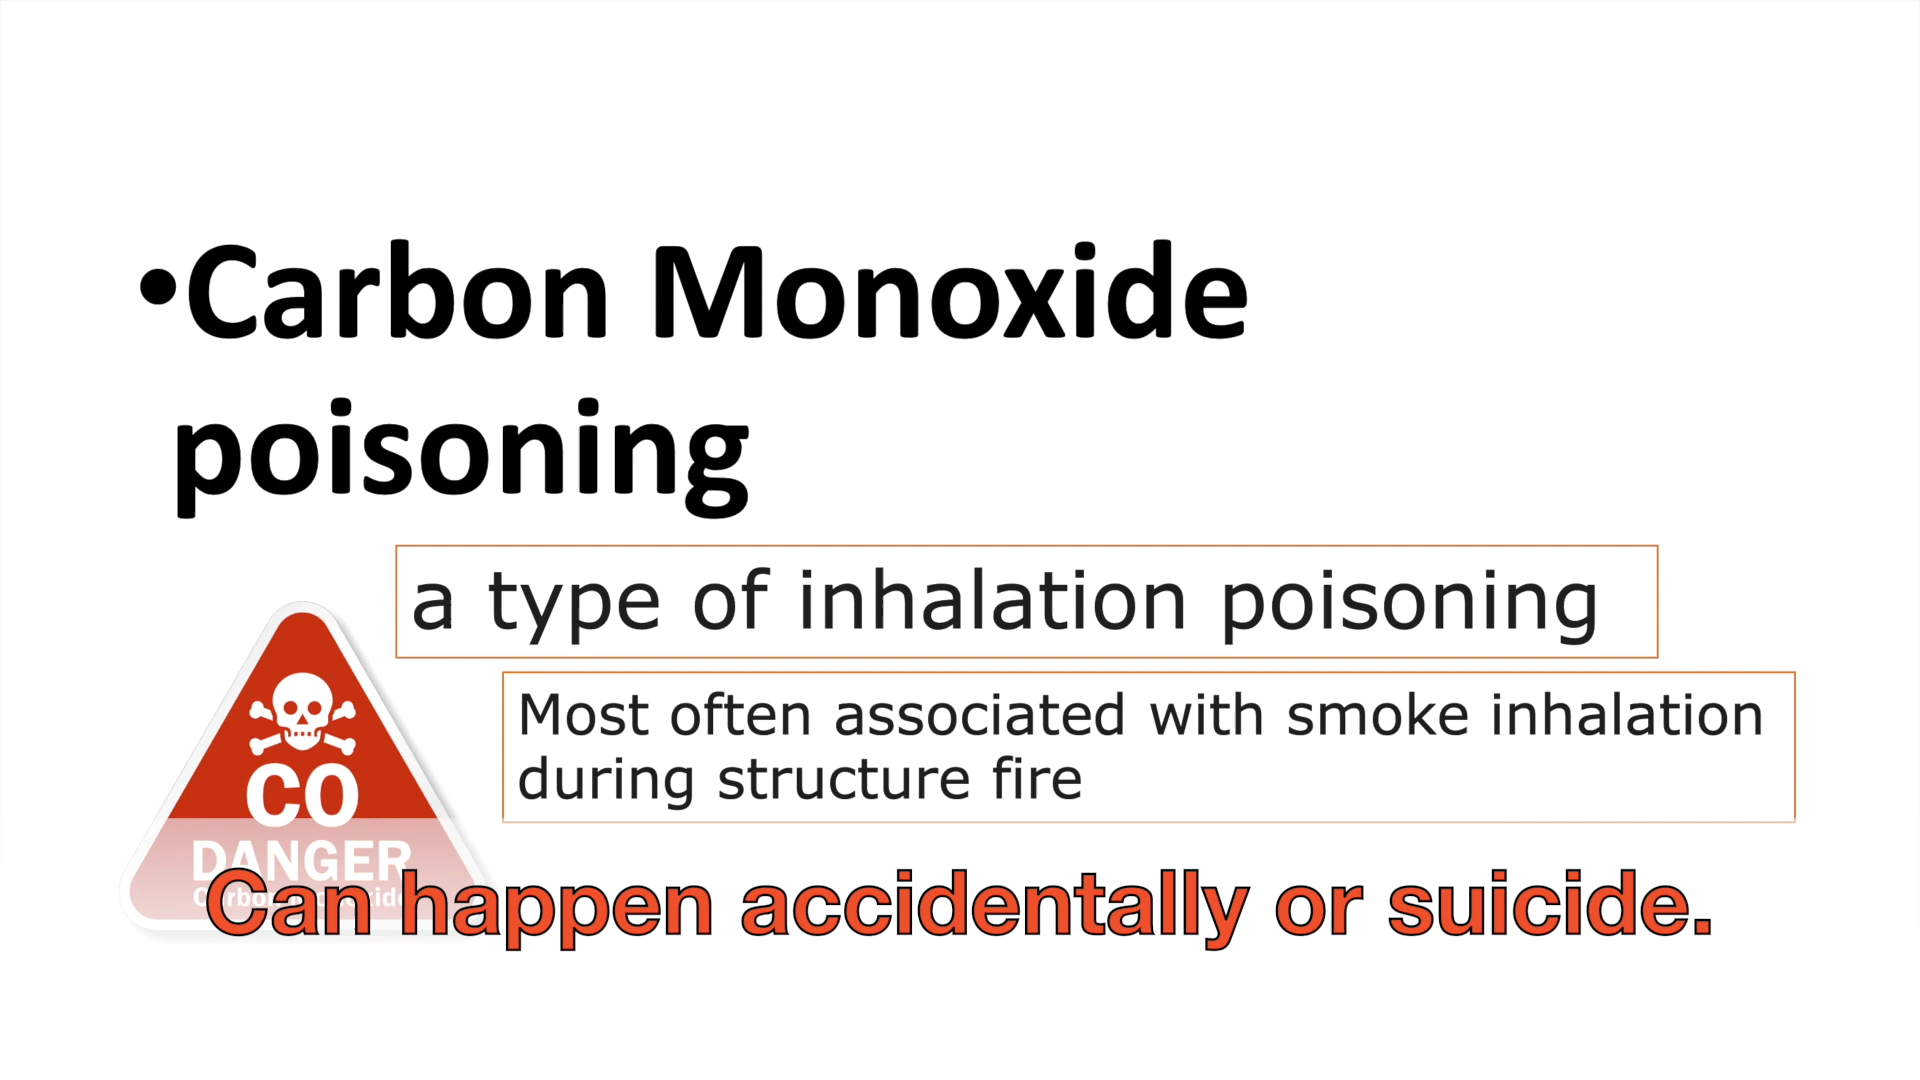 •Carbon Monoxide
poisoning
a type of inhalation poisoning
Most often associated with smoke inhalation
during structure fire
CO
DANGER
Can happen accidentally or suicide.